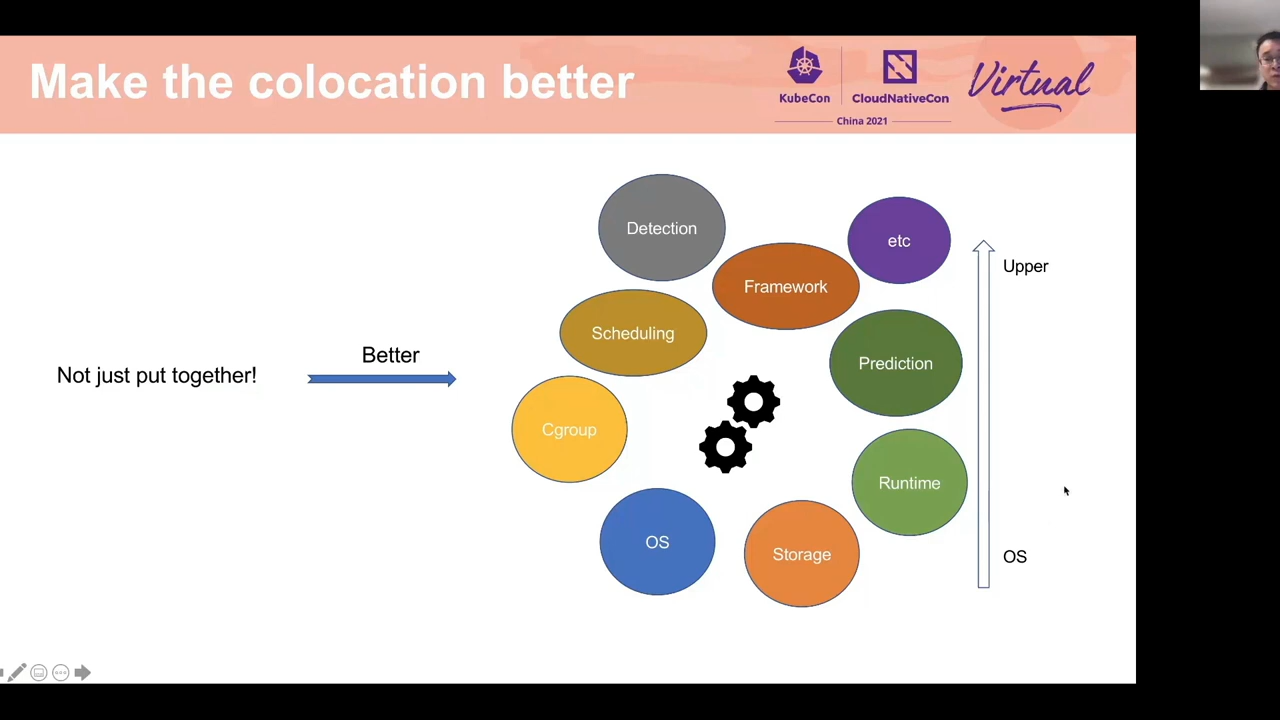 Make the colocation better
KubeCon
CloudNativeCon
China 2021
Virtual
Detection
etc
Upper
Framework
Scheduling
Better
Not just put together!
Prediction
Cgroup
Runtime
OS
Storage
OS